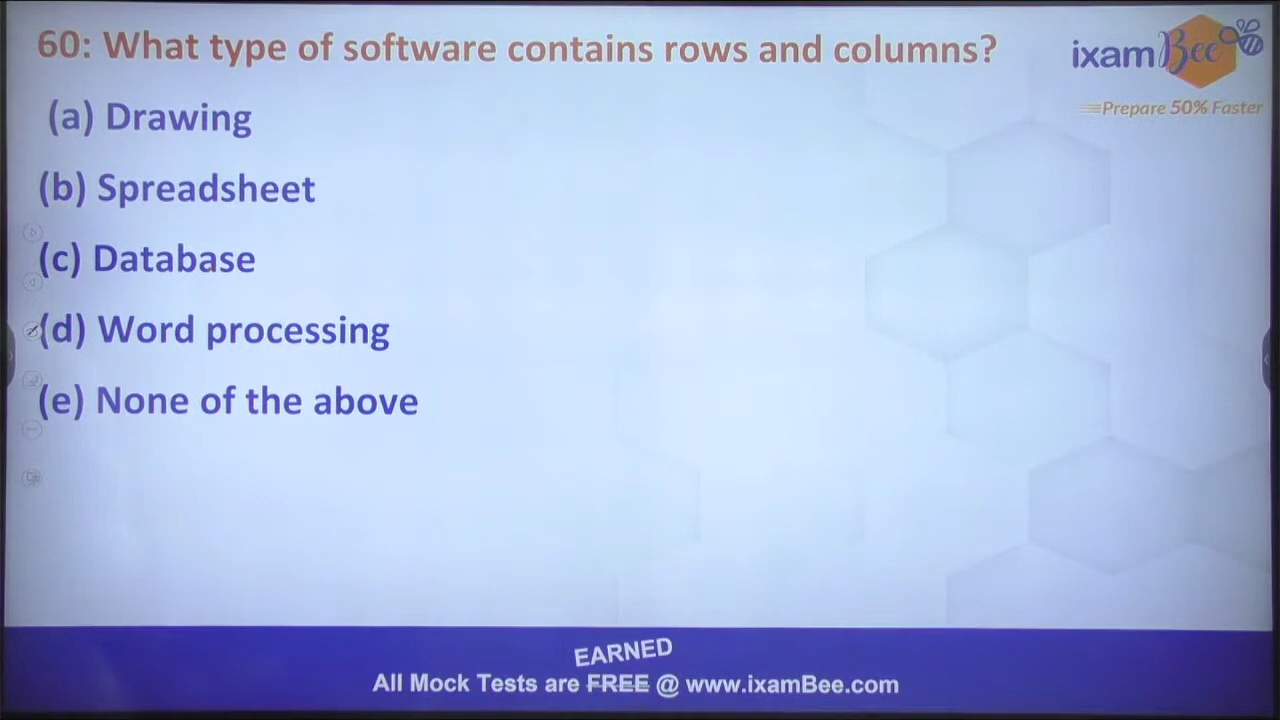 60: What type of software contains rows and columns?
ixamBee
Prepare 50% Faster
(a) Drawing
(b) Spreadsheet
(c) Database
(d) Word processing
(e) None of the above
EARNED
All Mock Tests are FREE @ www.ixamBee.com